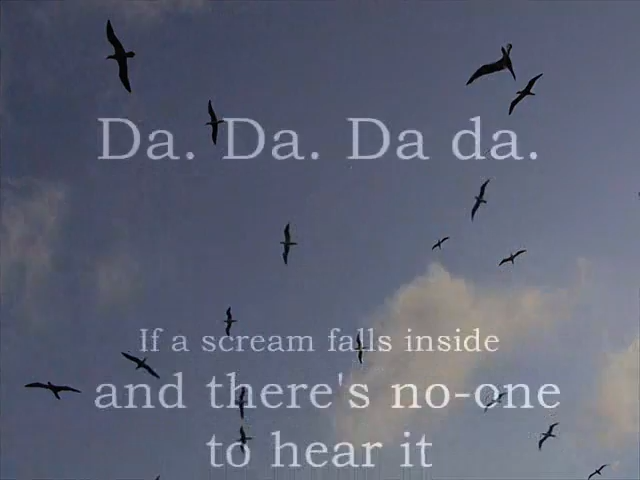 Da. Da. Da da.
If a scream falls inside
and there's no-one
to hear it